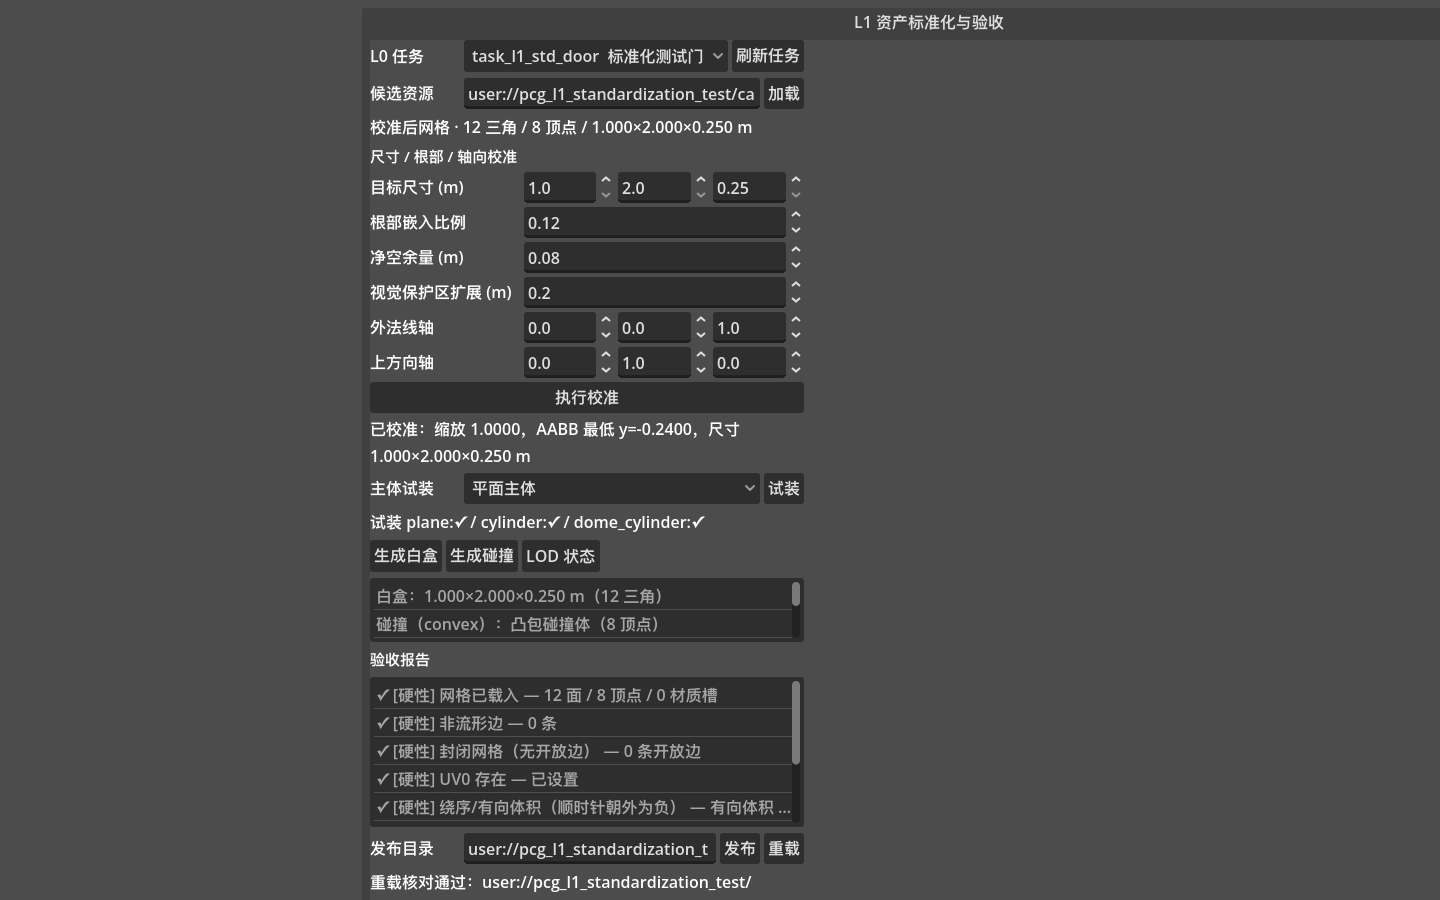 L1 资产标准化与验收
L0 任务 task_l1_std_door 标准化测试门 刷新任务
候选资源 user://pcg_l1_standardization_test/ca 加载
校准后网格 · 12 三角 / 8 顶点 / 1.000×2.000×0.250 m
尺寸 / 根部 / 轴向校准
目标尺寸 (m) 1.0 2.0 0.25
根部嵌入比例 0.12
净空余量 (m) 0.08
视觉保护区扩展 (m) 0.2
外法线轴 0.0 0.0 1.0
上方向轴 0.0 1.0 0.0
执行校准
已校准：缩放 1.0000，AABB 最低 y=-0.2400，尺寸
1.000×2.000×0.250 m
主体试装 平面主体 试装
试装 plane:✓ / cylinder:✓ / dome_cylinder:✓
生成白盒 生成碰撞 LOD 状态
白盒：1.000×2.000×0.250 m（12 三角）
碰撞（convex）：凸包碰撞体（8 顶点）
验收报告
✓ [硬性] 网格已载入 — 12 面 / 8 顶点 / 0 材质槽
✓ [硬性] 非流形边 — 0 条
✓ [硬性] 封闭网格（无开放边） — 0 条开放边
✓ [硬性] UV0 存在 — 已设置
✓ [硬性] 绕序/有向体积（顺时针朝外为负） — 有向体积 ...
发布目录 user://pcg_l1_standardization_t 发布 重载
重载核对通过：user://pcg_l1_standardization_test/